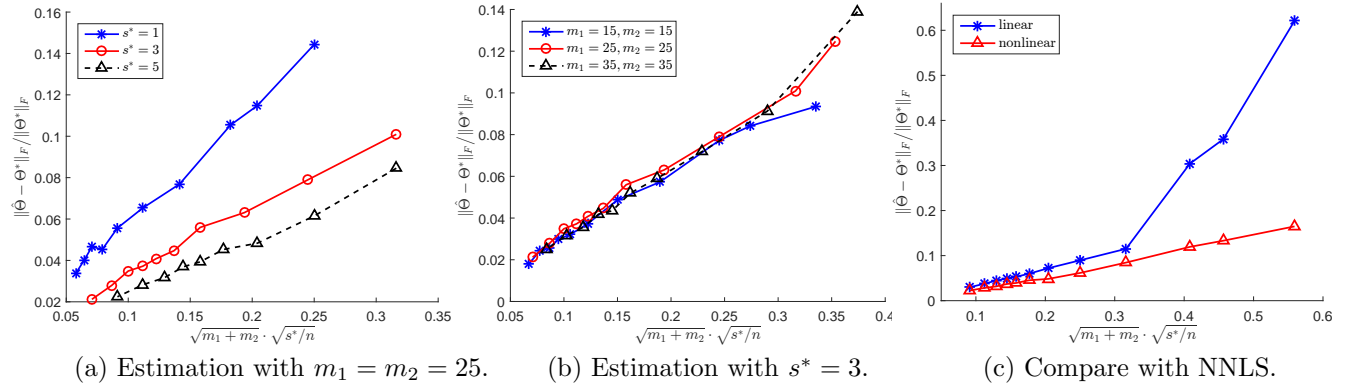 0.16
0.14
0.12
0.1
0.08
0.06
0.04
0.02
0.05 0.1 0.15 0.2 0.25 0.3 0.35
‖Θ̂ - Θ*‖_F/‖Θ*‖_F
√(m₁ + m₂) · √(s*/n)
s* = 1
s* = 3
s* = 5
(a) Estimation with m₁ = m₂ = 25.
0.14
0.12
0.1
0.08
0.06
0.04
0.02
0
0.05 0.1 0.15 0.2 0.25 0.3 0.35 0.4
‖Θ̂ - Θ*‖_F/‖Θ*‖_F
√(m₁ + m₂) · √(s*/n)
m₁ = 15, m₂ = 15
m₁ = 25, m₂ = 25
m₁ = 35, m₂ = 35
(b) Estimation with s* = 3.
0.6
0.5
0.4
0.3
0.2
0.1
0
0.1 0.2 0.3 0.4 0.5 0.6
‖Θ̂ - Θ*‖_F/‖Θ*‖_F
√(m₁ + m₂) · √(s*/n)
linear
nonlinear
(c) Compare with NNLS.